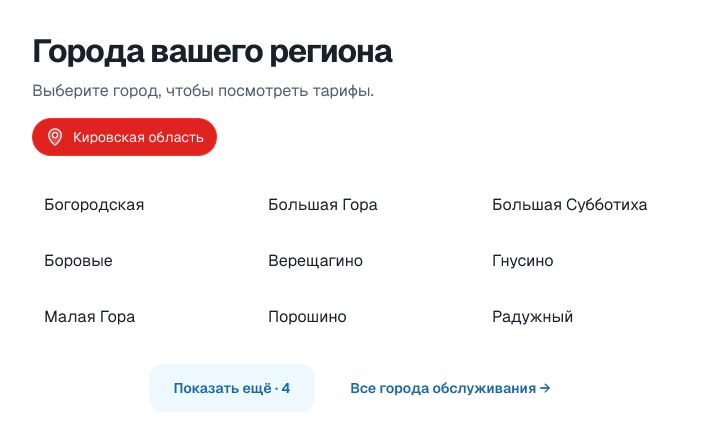 Города вашего региона
Выберите город, чтобы посмотреть тарифы.
Кировская область
Богородская Большая Гора Большая Субботиха
Боровые Верещагино Гнусино
Малая Гора Порошино Радужный
Показать ещё · 4 Все города обслуживания →